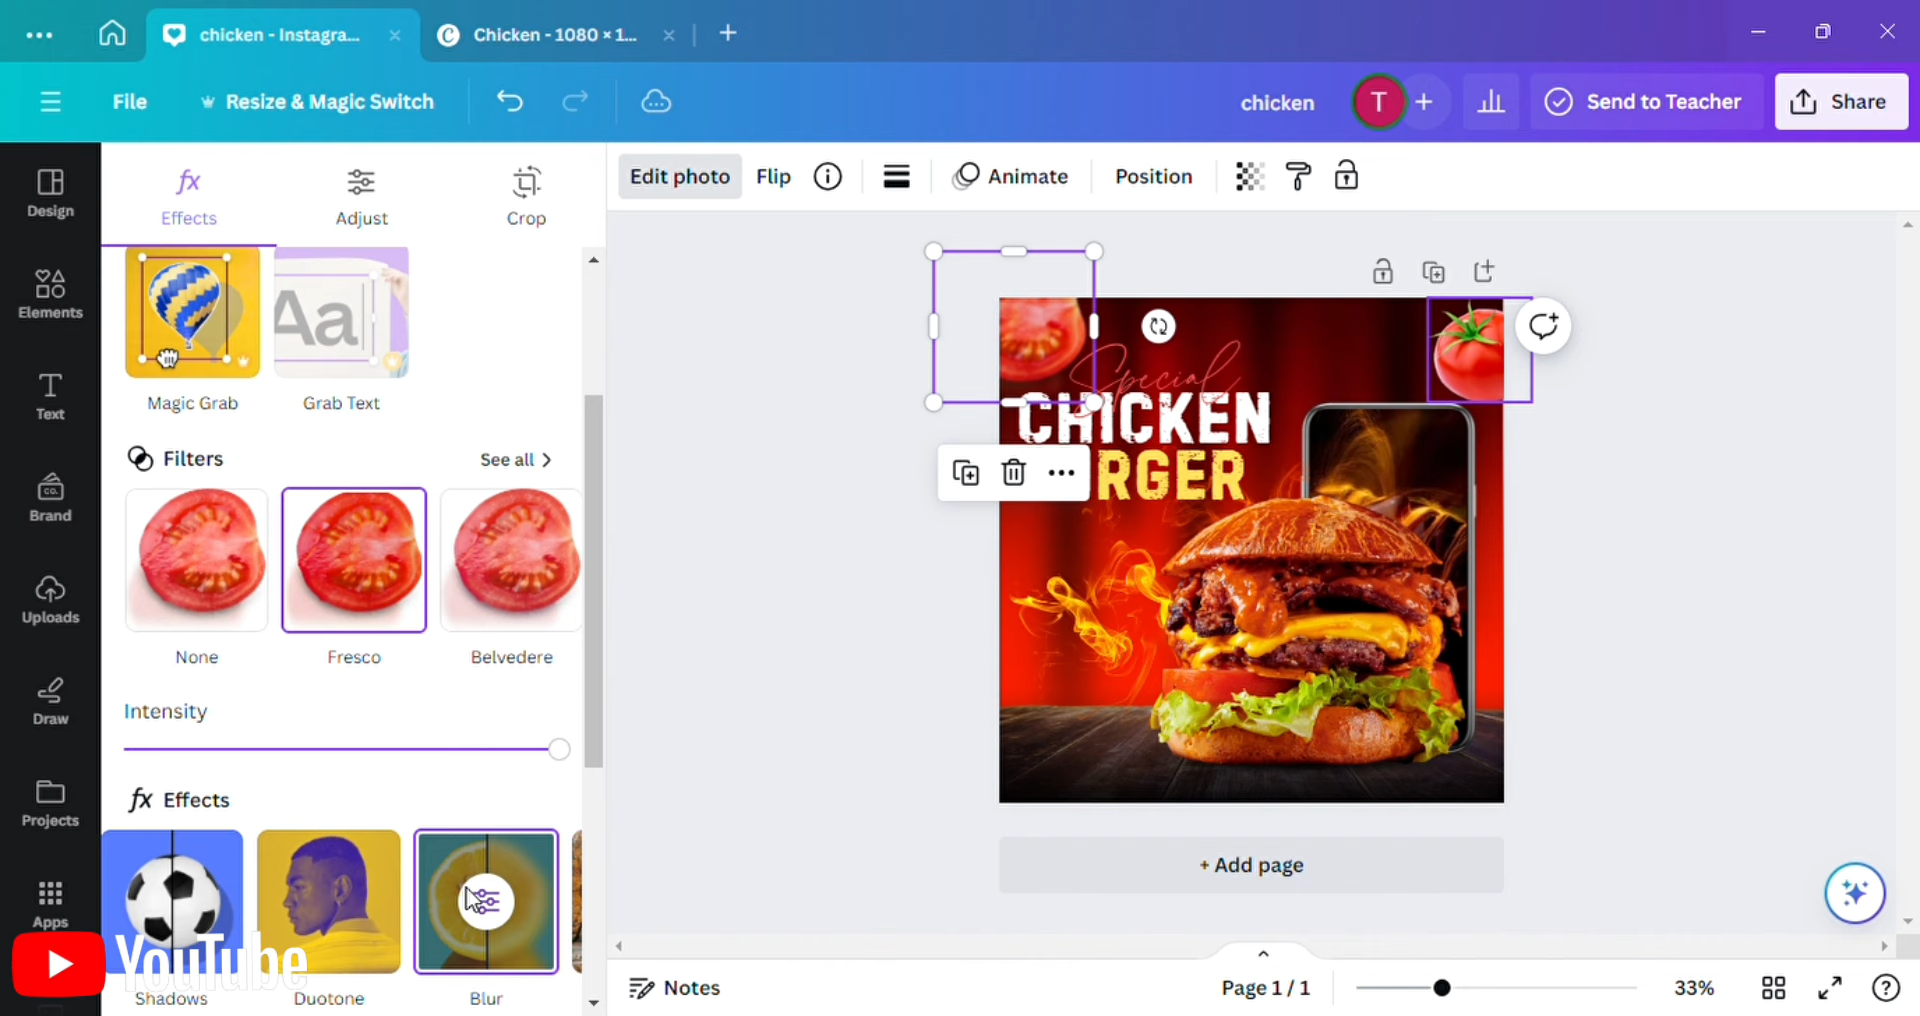 chicken - Instagra...
Chicken - 1080 × 1...
File
Resize & Magic Switch
chicken
T
Send to Teacher
Share
Design
Elements
Text
Brand
Uploads
Draw
Projects
Apps
Effects
Adjust
Crop
Edit photo
Flip
Animate
Position
Aa
Magic Grab
Grab Text
Filters
See all
None
Fresco
Belvedere
Intensity
fx Effects
Shadows
Duotone
Blur
Special
CHICKEN
RGER
+ Add page
YouTube
Notes
Page 1 / 1
33%